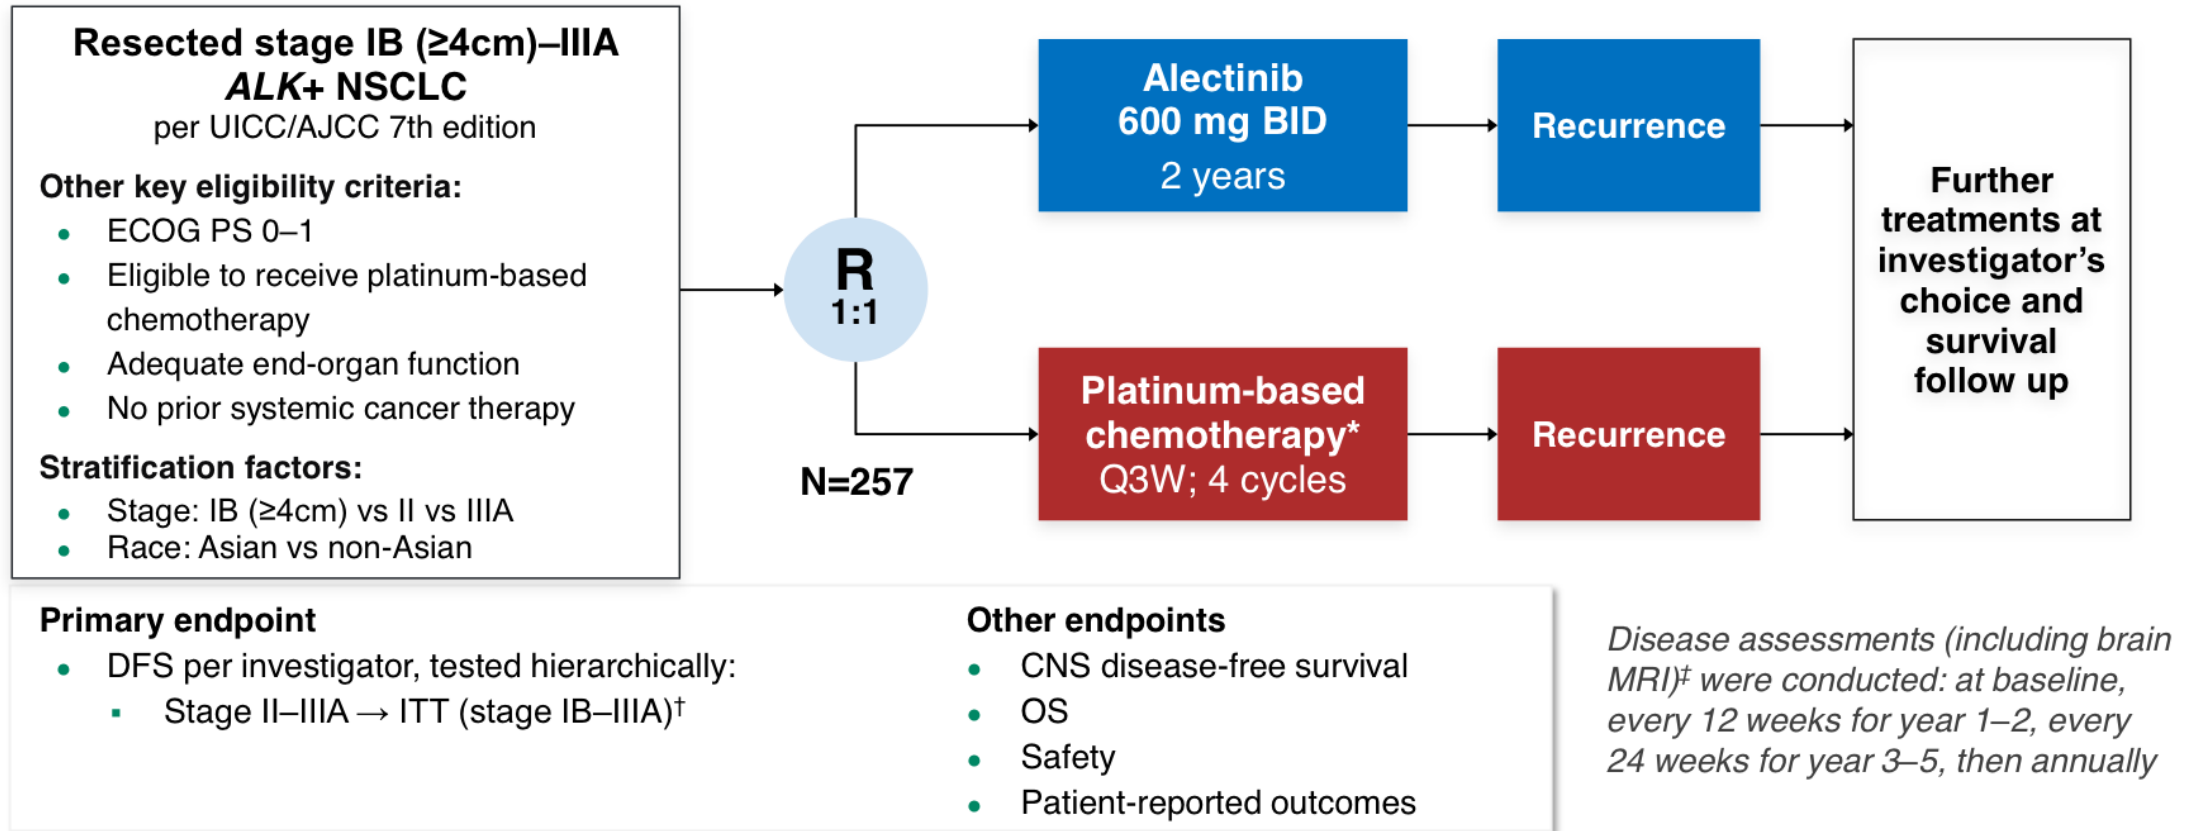 Resected stage IB (≥4cm)–IIIA
ALK+ NSCLC
per UICC/AJCC 7th edition
Other key eligibility criteria:
• ECOG PS 0–1
• Eligible to receive platinum-based
chemotherapy
• Adequate end-organ function
• No prior systemic cancer therapy
Stratification factors:
• Stage: IB (≥4cm) vs II vs IIIA
• Race: Asian vs non-Asian
R
1:1
N=257
Alectinib
600 mg BID
2 years
Recurrence
Platinum-based
chemotherapy*
Q3W; 4 cycles
Recurrence
Further
treatments at
investigator’s
choice and
survival
follow up
Primary endpoint
• DFS per investigator, tested hierarchically:
▪ Stage II–IIIA → ITT (stage IB–IIIA)†
Other endpoints
• CNS disease-free survival
• OS
• Safety
• Patient-reported outcomes
Disease assessments (including brain
MRI)‡ were conducted: at baseline,
every 12 weeks for year 1–2, every
24 weeks for year 3–5, then annually